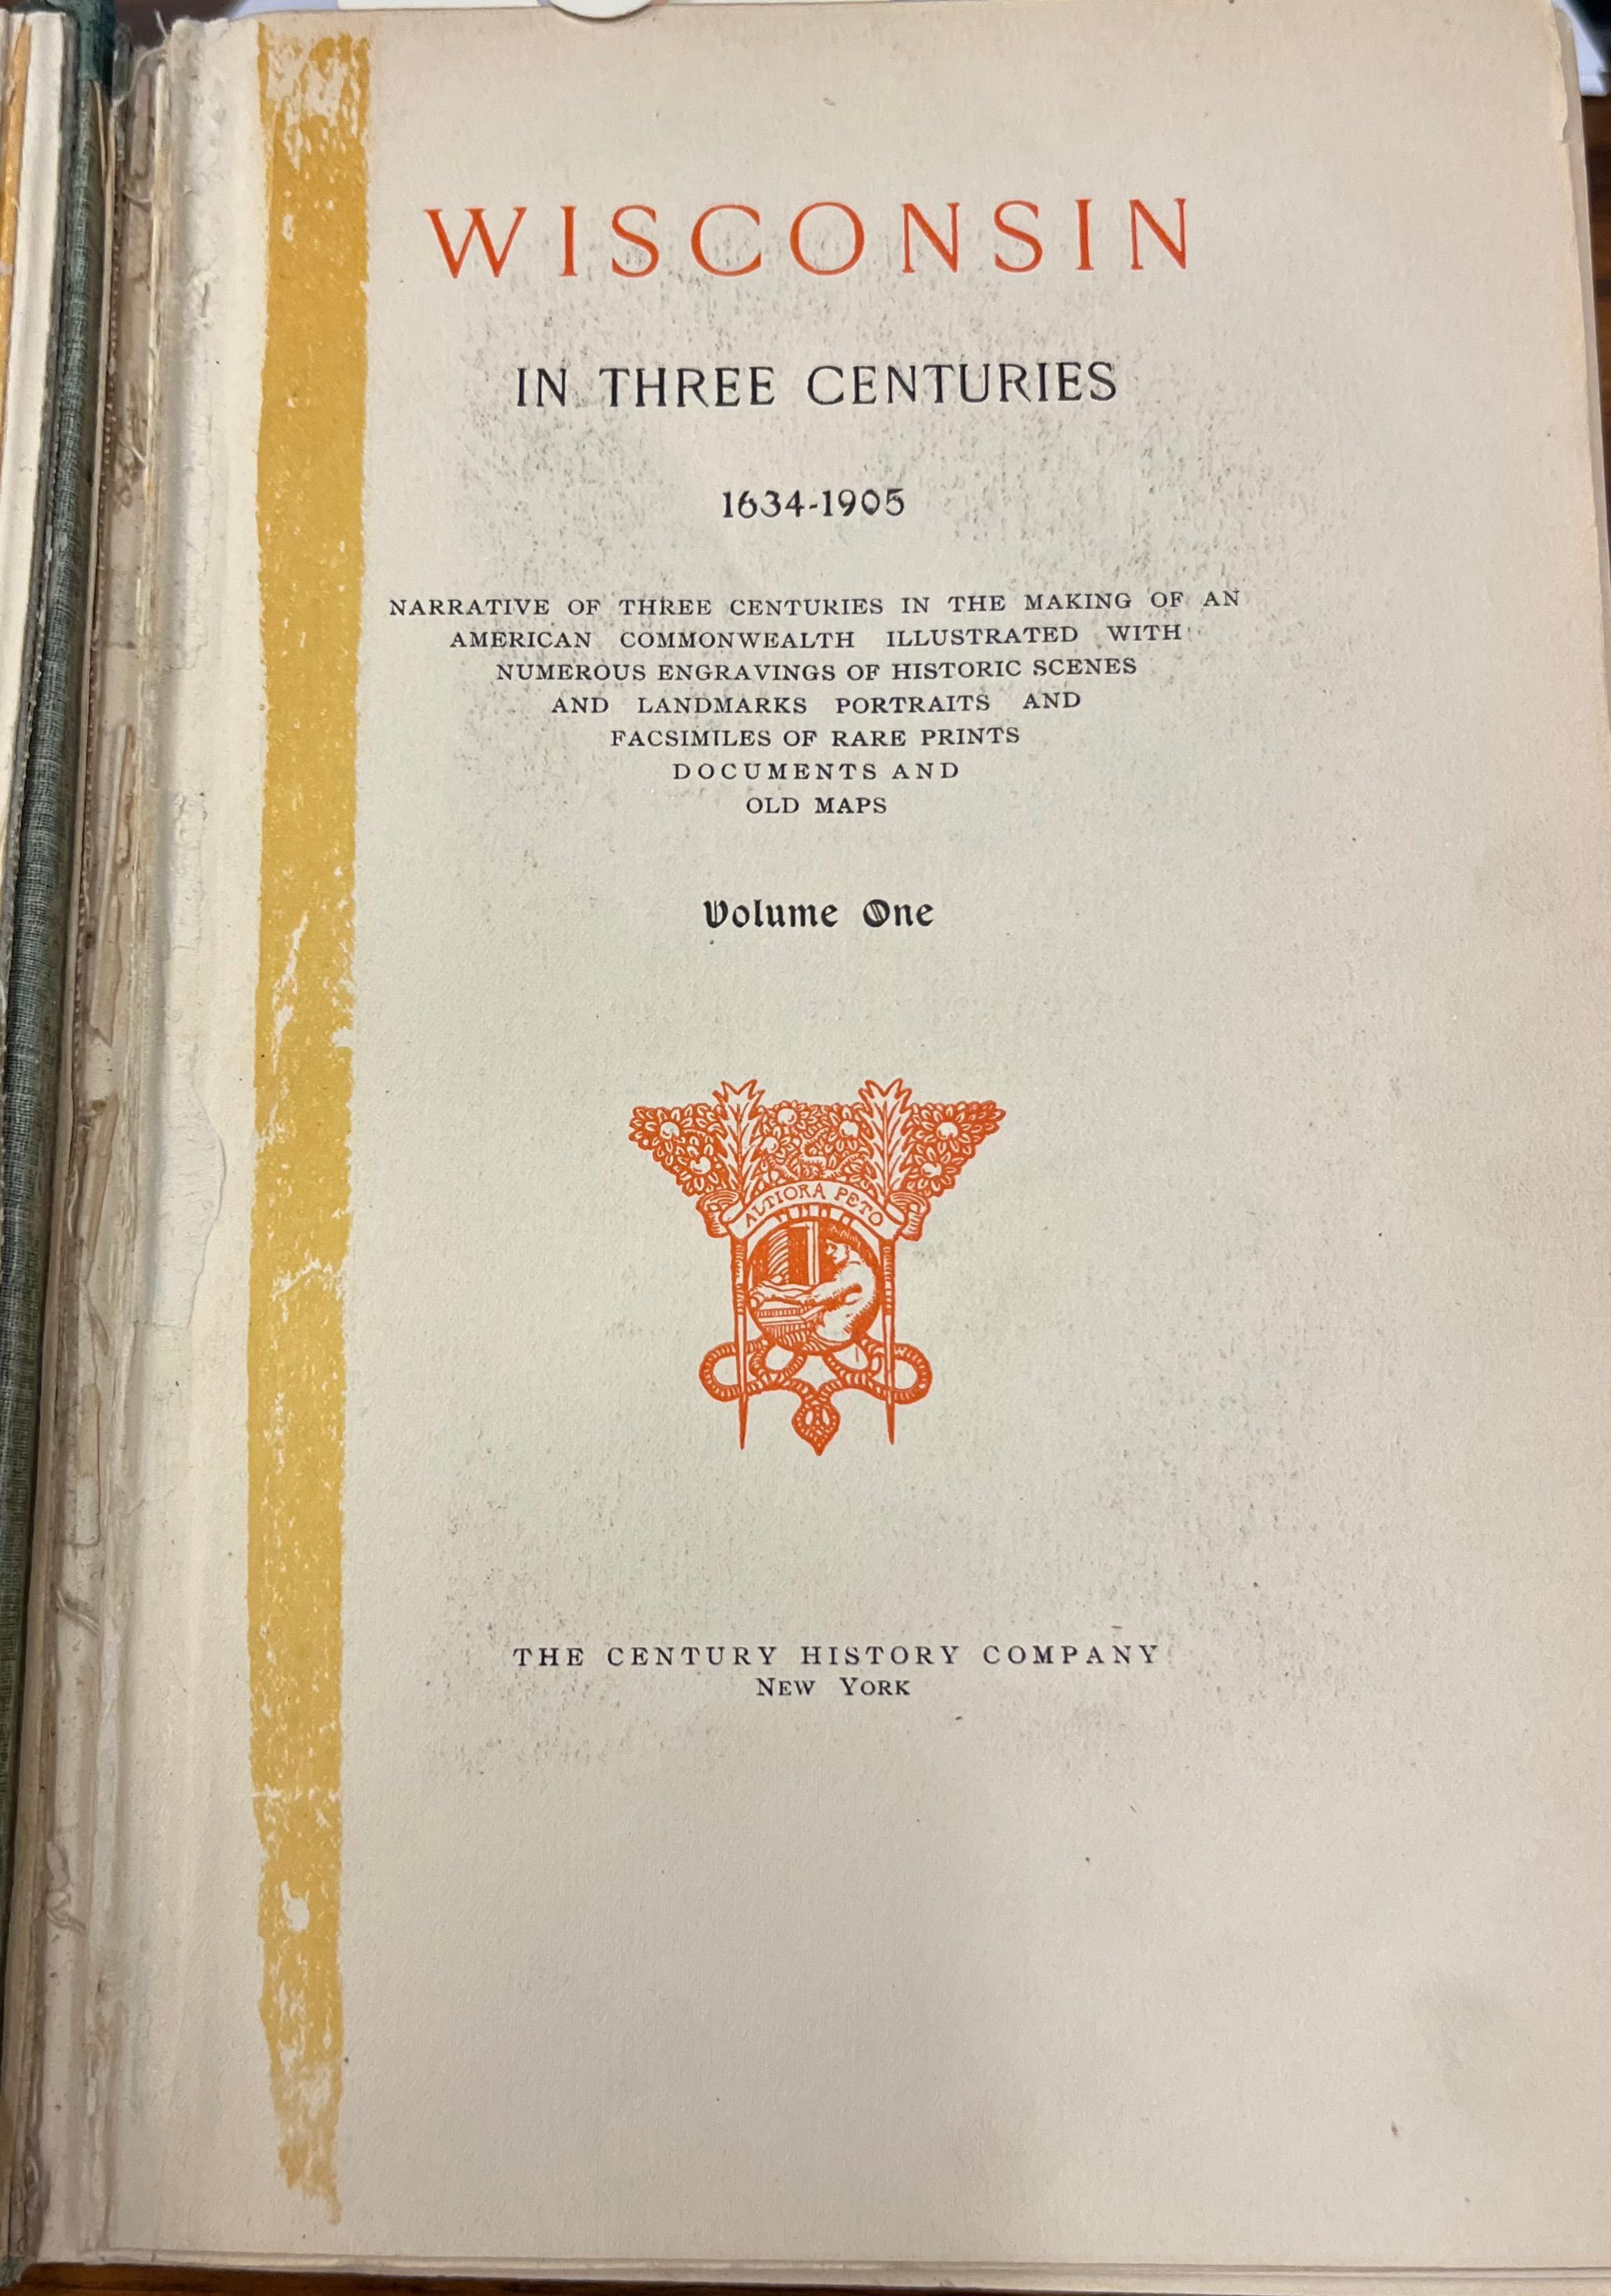 WISCONSIN
IN THREE CENTURIES
1634-1905
NARRATIVE OF THREE CENTURIES IN THE MAKING OF AN
AMERICAN COMMONWEALTH ILLUSTRATED WITH
NUMEROUS ENGRAVINGS OF HISTORIC SCENES
AND LANDMARKS PORTRAITS AND
FACSIMILES OF RARE PRINTS
DOCUMENTS AND
OLD MAPS
Volume One
ALTIORA PETO
THE CENTURY HISTORY COMPANY
NEW YORK